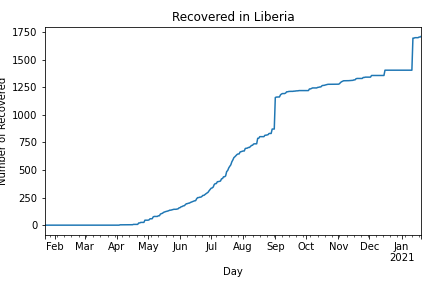 Recovered in Liberia
Number of Recovered
1750
1500
1250
1000
750
500
250
0
Feb Mar Apr May Jun Jul Aug Sep Oct Nov Dec Jan
2021
Day